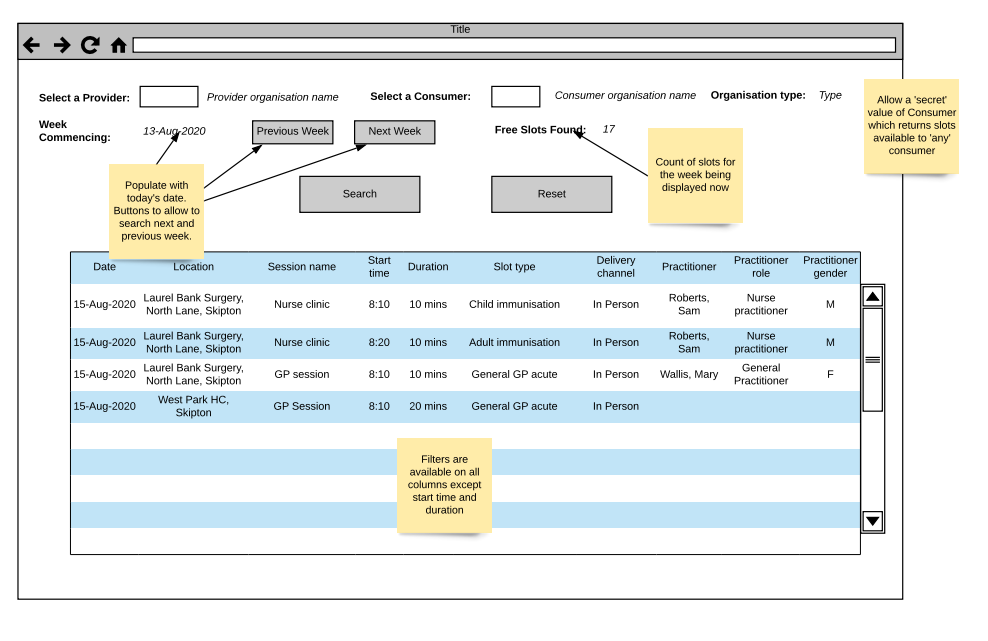 Title
Select a Provider: Provider organisation name Select a Consumer: Consumer organisation name Organisation type: Type
Allow a 'secret'
value of Consumer
which returns slots
available to 'any'
consumer
Week
Commencing:
13-Aug-2020 Previous Week Next Week Free Slots Found: 17
Count of slots for
the week being
displayed now
Populate with
today's date.
Buttons to allow to
search next and
previous week.
Search Reset
Date Location Session name Start
time Duration Slot type Delivery
channel Practitioner Practitioner
role Practitioner
gender
15-Aug-2020 Laurel Bank Surgery,
North Lane, Skipton Nurse clinic 8:10 10 mins Child immunisation In Person Roberts,
Sam Nurse
practitioner M
15-Aug-2020 Laurel Bank Surgery,
North Lane, Skipton Nurse clinic 8:20 10 mins Adult immunisation In Person Roberts,
Sam Nurse
practitioner M
15-Aug-2020 Laurel Bank Surgery,
North Lane, Skipton GP session 8:10 10 mins General GP acute In Person Wallis, Mary General
Practitioner F
15-Aug-2020 West Park HC,
Skipton GP Session 8:10 20 mins General GP acute In Person
Filters are
available on all
columns except
start time and
duration